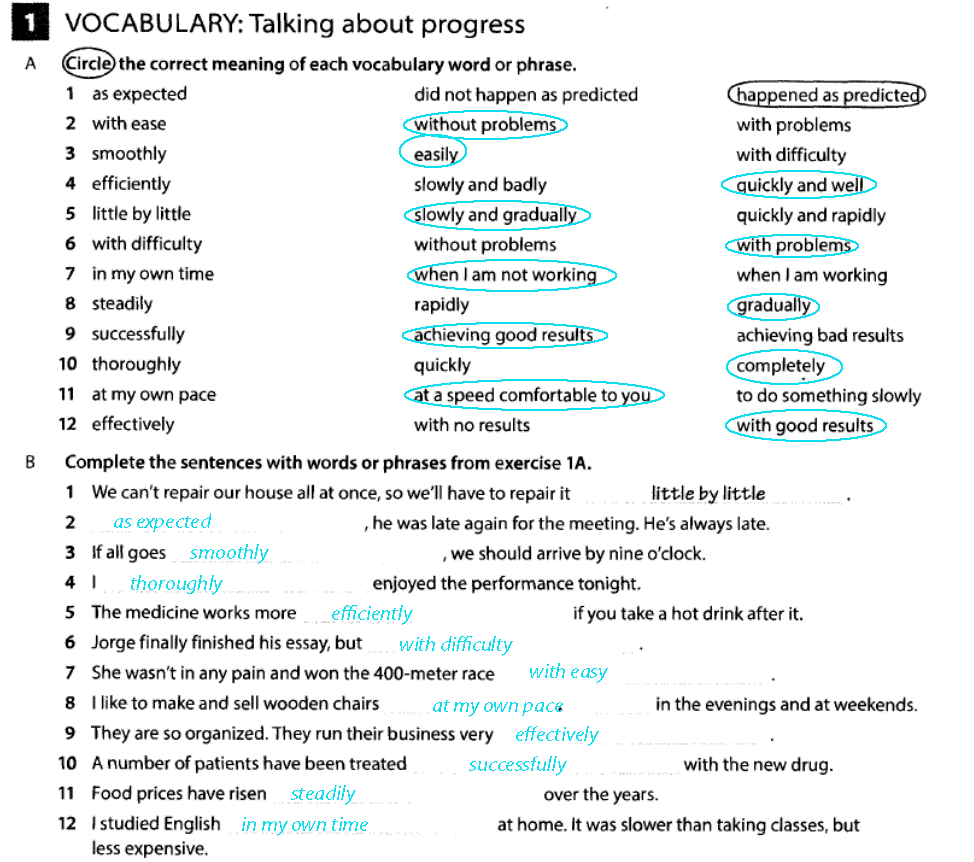 1 VOCABULARY: Talking about progress
A Circle the correct meaning of each vocabulary word or phrase.
1 as expected did not happen as predicted happened as predicted
2 with ease without problems with problems
3 smoothly easily with difficulty
4 efficiently slowly and badly quickly and well
5 little by little slowly and gradually quickly and rapidly
6 with difficulty without problems with problems
7 in my own time when I am not working when I am working
8 steadily rapidly gradually
9 successfully achieving good results achieving bad results
10 thoroughly quickly completely
11 at my own pace at a speed comfortable to you to do something slowly
12 effectively with no results with good results
B Complete the sentences with words or phrases from exercise 1A.
1 We can't repair our house all at once, so we'll have to repair it little by little .
2 as expected , he was late again for the meeting. He's always late.
3 If all goes smoothly , we should arrive by nine o'clock.
4 I thoroughly enjoyed the performance tonight.
5 The medicine works more efficiently if you take a hot drink after it.
6 Jorge finally finished his essay, but with difficulty .
7 She wasn't in any pain and won the 400-meter race with easy .
8 I like to make and sell wooden chairs at my own pace in the evenings and at weekends.
9 They are so organized. They run their business very effectively .
10 A number of patients have been treated successfully with the new drug.
11 Food prices have risen steadily over the years.
12 I studied English in my own time at home. It was slower than taking classes, but
less expensive.